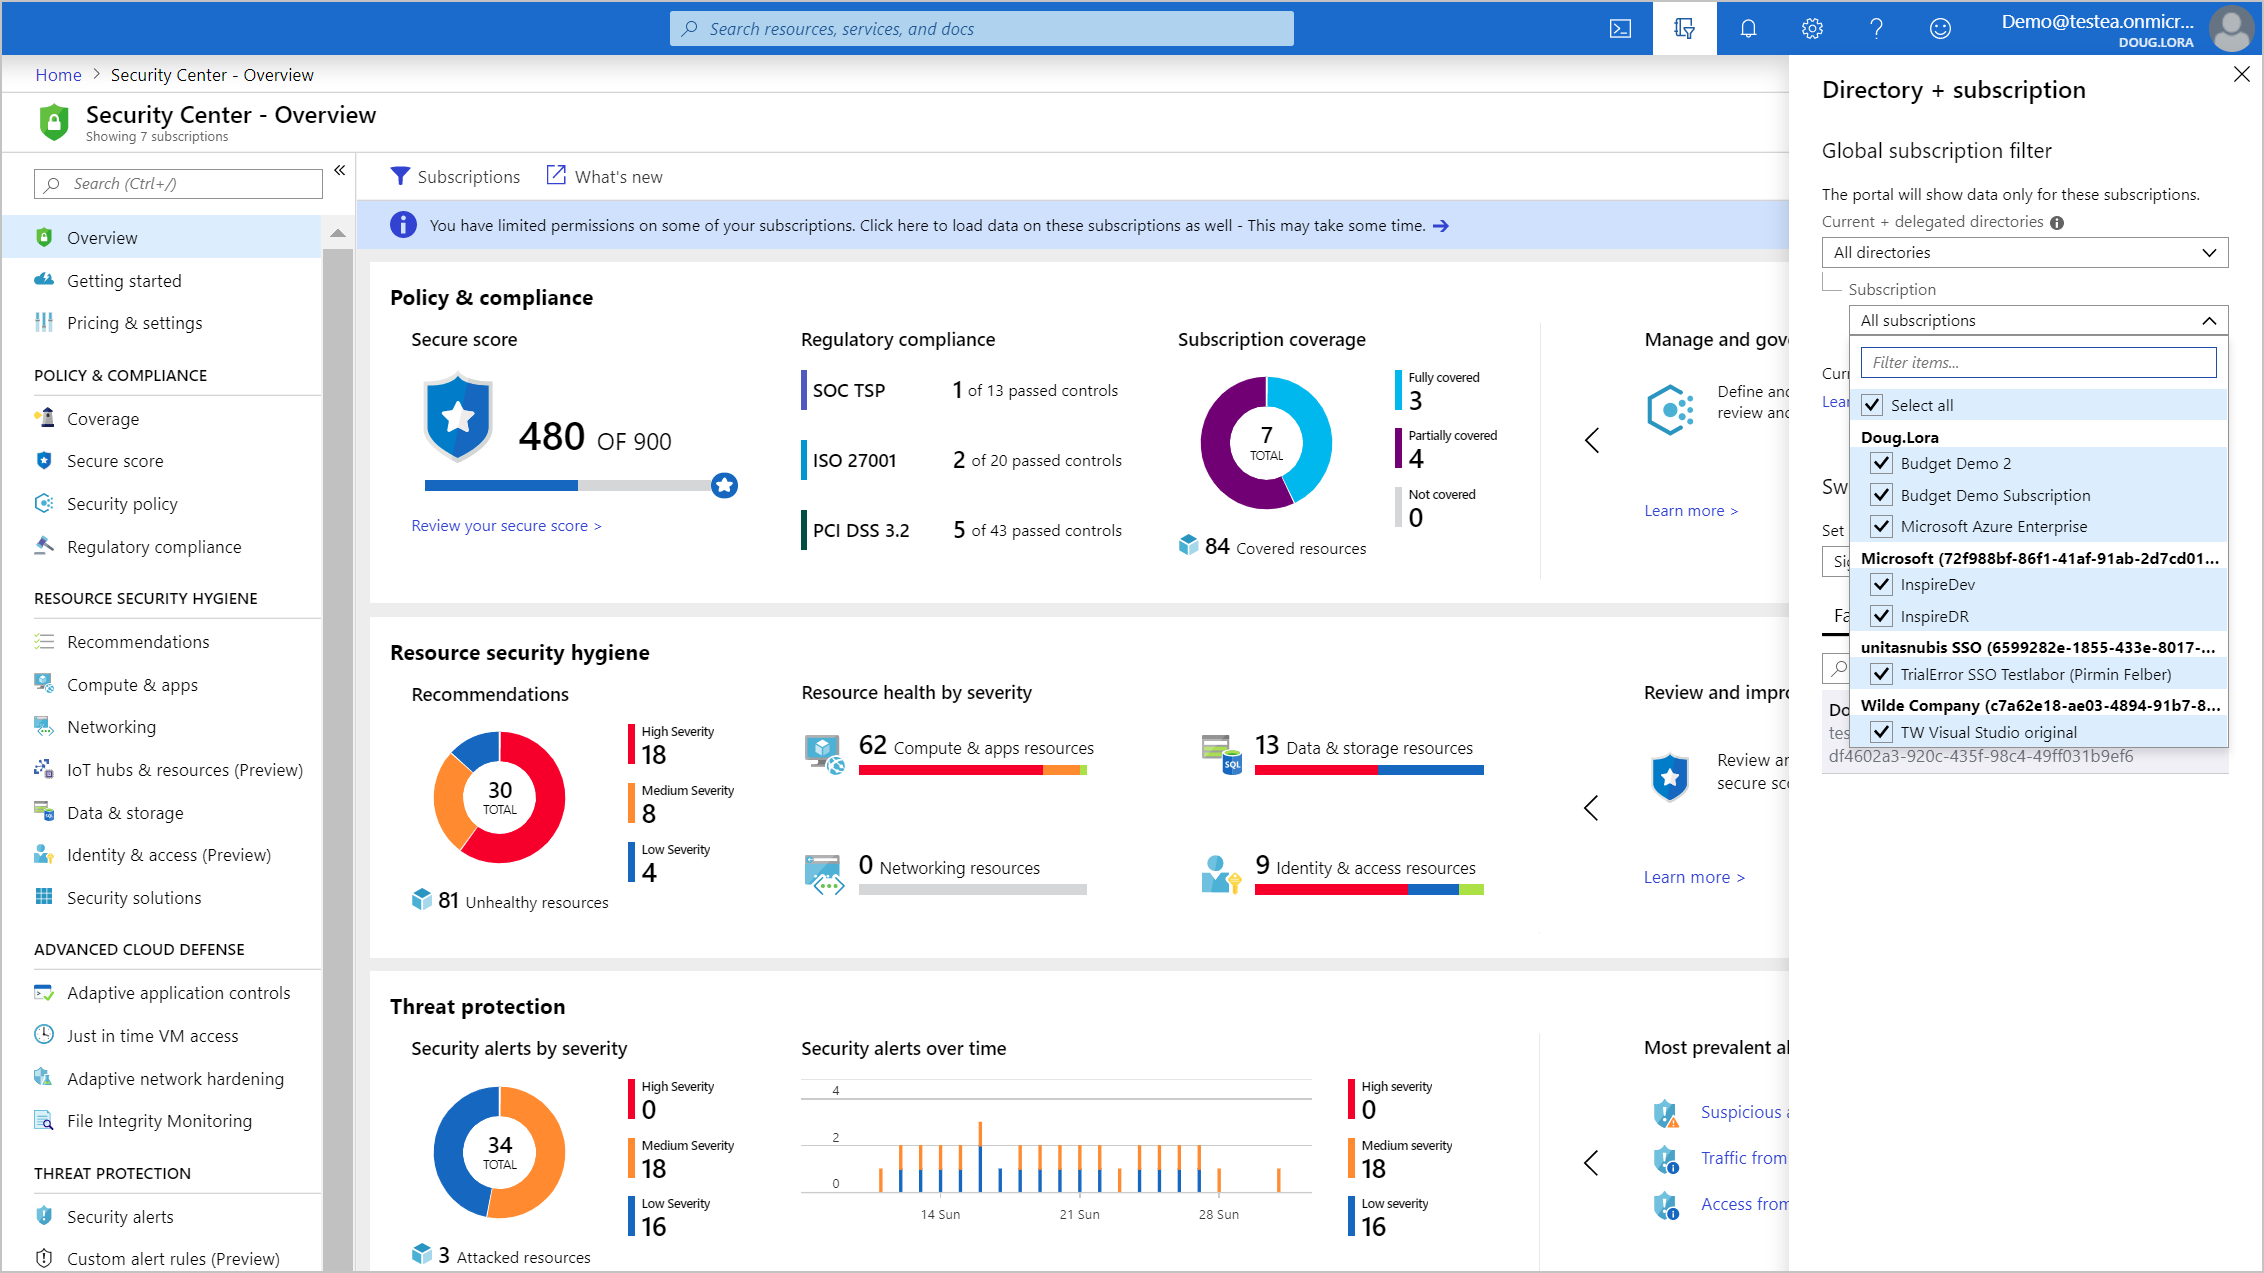 Search resources, services, and docs
Demo@testea.onmicr...
DOUG.LORA
Home > Security Center - Overview
Security Center - Overview
Showing 7 subscriptions
Search (Ctrl+/)
«
Overview
Getting started
Pricing & settings
POLICY & COMPLIANCE
Coverage
Secure score
Security policy
Regulatory compliance
RESOURCE SECURITY HYGIENE
Recommendations
Compute & apps
Networking
IoT hubs & resources (Preview)
Data & storage
Identity & access (Preview)
Security solutions
ADVANCED CLOUD DEFENSE
Adaptive application controls
Just in time VM access
Adaptive network hardening
File Integrity Monitoring
THREAT PROTECTION
Security alerts
Custom alert rules (Preview)
Subscriptions
What's new
You have limited permissions on some of your subscriptions. Click here to load data on these subscriptions as well - This may take some time. →
Policy & compliance
Secure score
480 OF 900
Review your secure score >
Regulatory compliance
SOC TSP 1 of 13 passed controls
ISO 27001 2 of 20 passed controls
PCI DSS 3.2 5 of 43 passed controls
Subscription coverage
7
TOTAL
Fully covered
3
Partially covered
4
Not covered
0
84 Covered resources
Manage and gov
Define and
review and
Learn more >
Resource security hygiene
Recommendations
30
TOTAL
High Severity
18
Medium Severity
8
Low Severity
4
81 Unhealthy resources
Resource health by severity
62 Compute & apps resources
SQL
13 Data & storage resources
0 Networking resources
9 Identity & access resources
Review and impro
Review an
secure sco
Learn more >
Threat protection
Security alerts by severity
34
TOTAL
High Severity
0
Medium Severity
18
Low Severity
16
3 Attacked resources
Security alerts over time
4
2
0
14 Sun
21 Sun
28 Sun
High severity
0
Medium severity
18
Low severity
16
Most prevalent al
Suspicious a
Traffic from
Access from
Directory + subscription
Global subscription filter
The portal will show data only for these subscriptions.
Current + delegated directories
All directories
Subscription
All subscriptions
Filter items...
Select all
Doug.Lora
Budget Demo 2
Budget Demo Subscription
Microsoft Azure Enterprise
Microsoft (72f988bf-86f1-41af-91ab-2d7cd01...
InspireDev
InspireDR
unitasnubis SSO (6599282e-1855-433e-8017-...
TrialError SSO Testlabor (Pirmin Felber)
Wilde Company (c7a62e18-ae03-4894-91b7-8...
TW Visual Studio original
Curr
Lear
Sw
Set
Sig
Fa
Do
tes
df4602a3-920c-435f-98c4-49ff031b9ef6